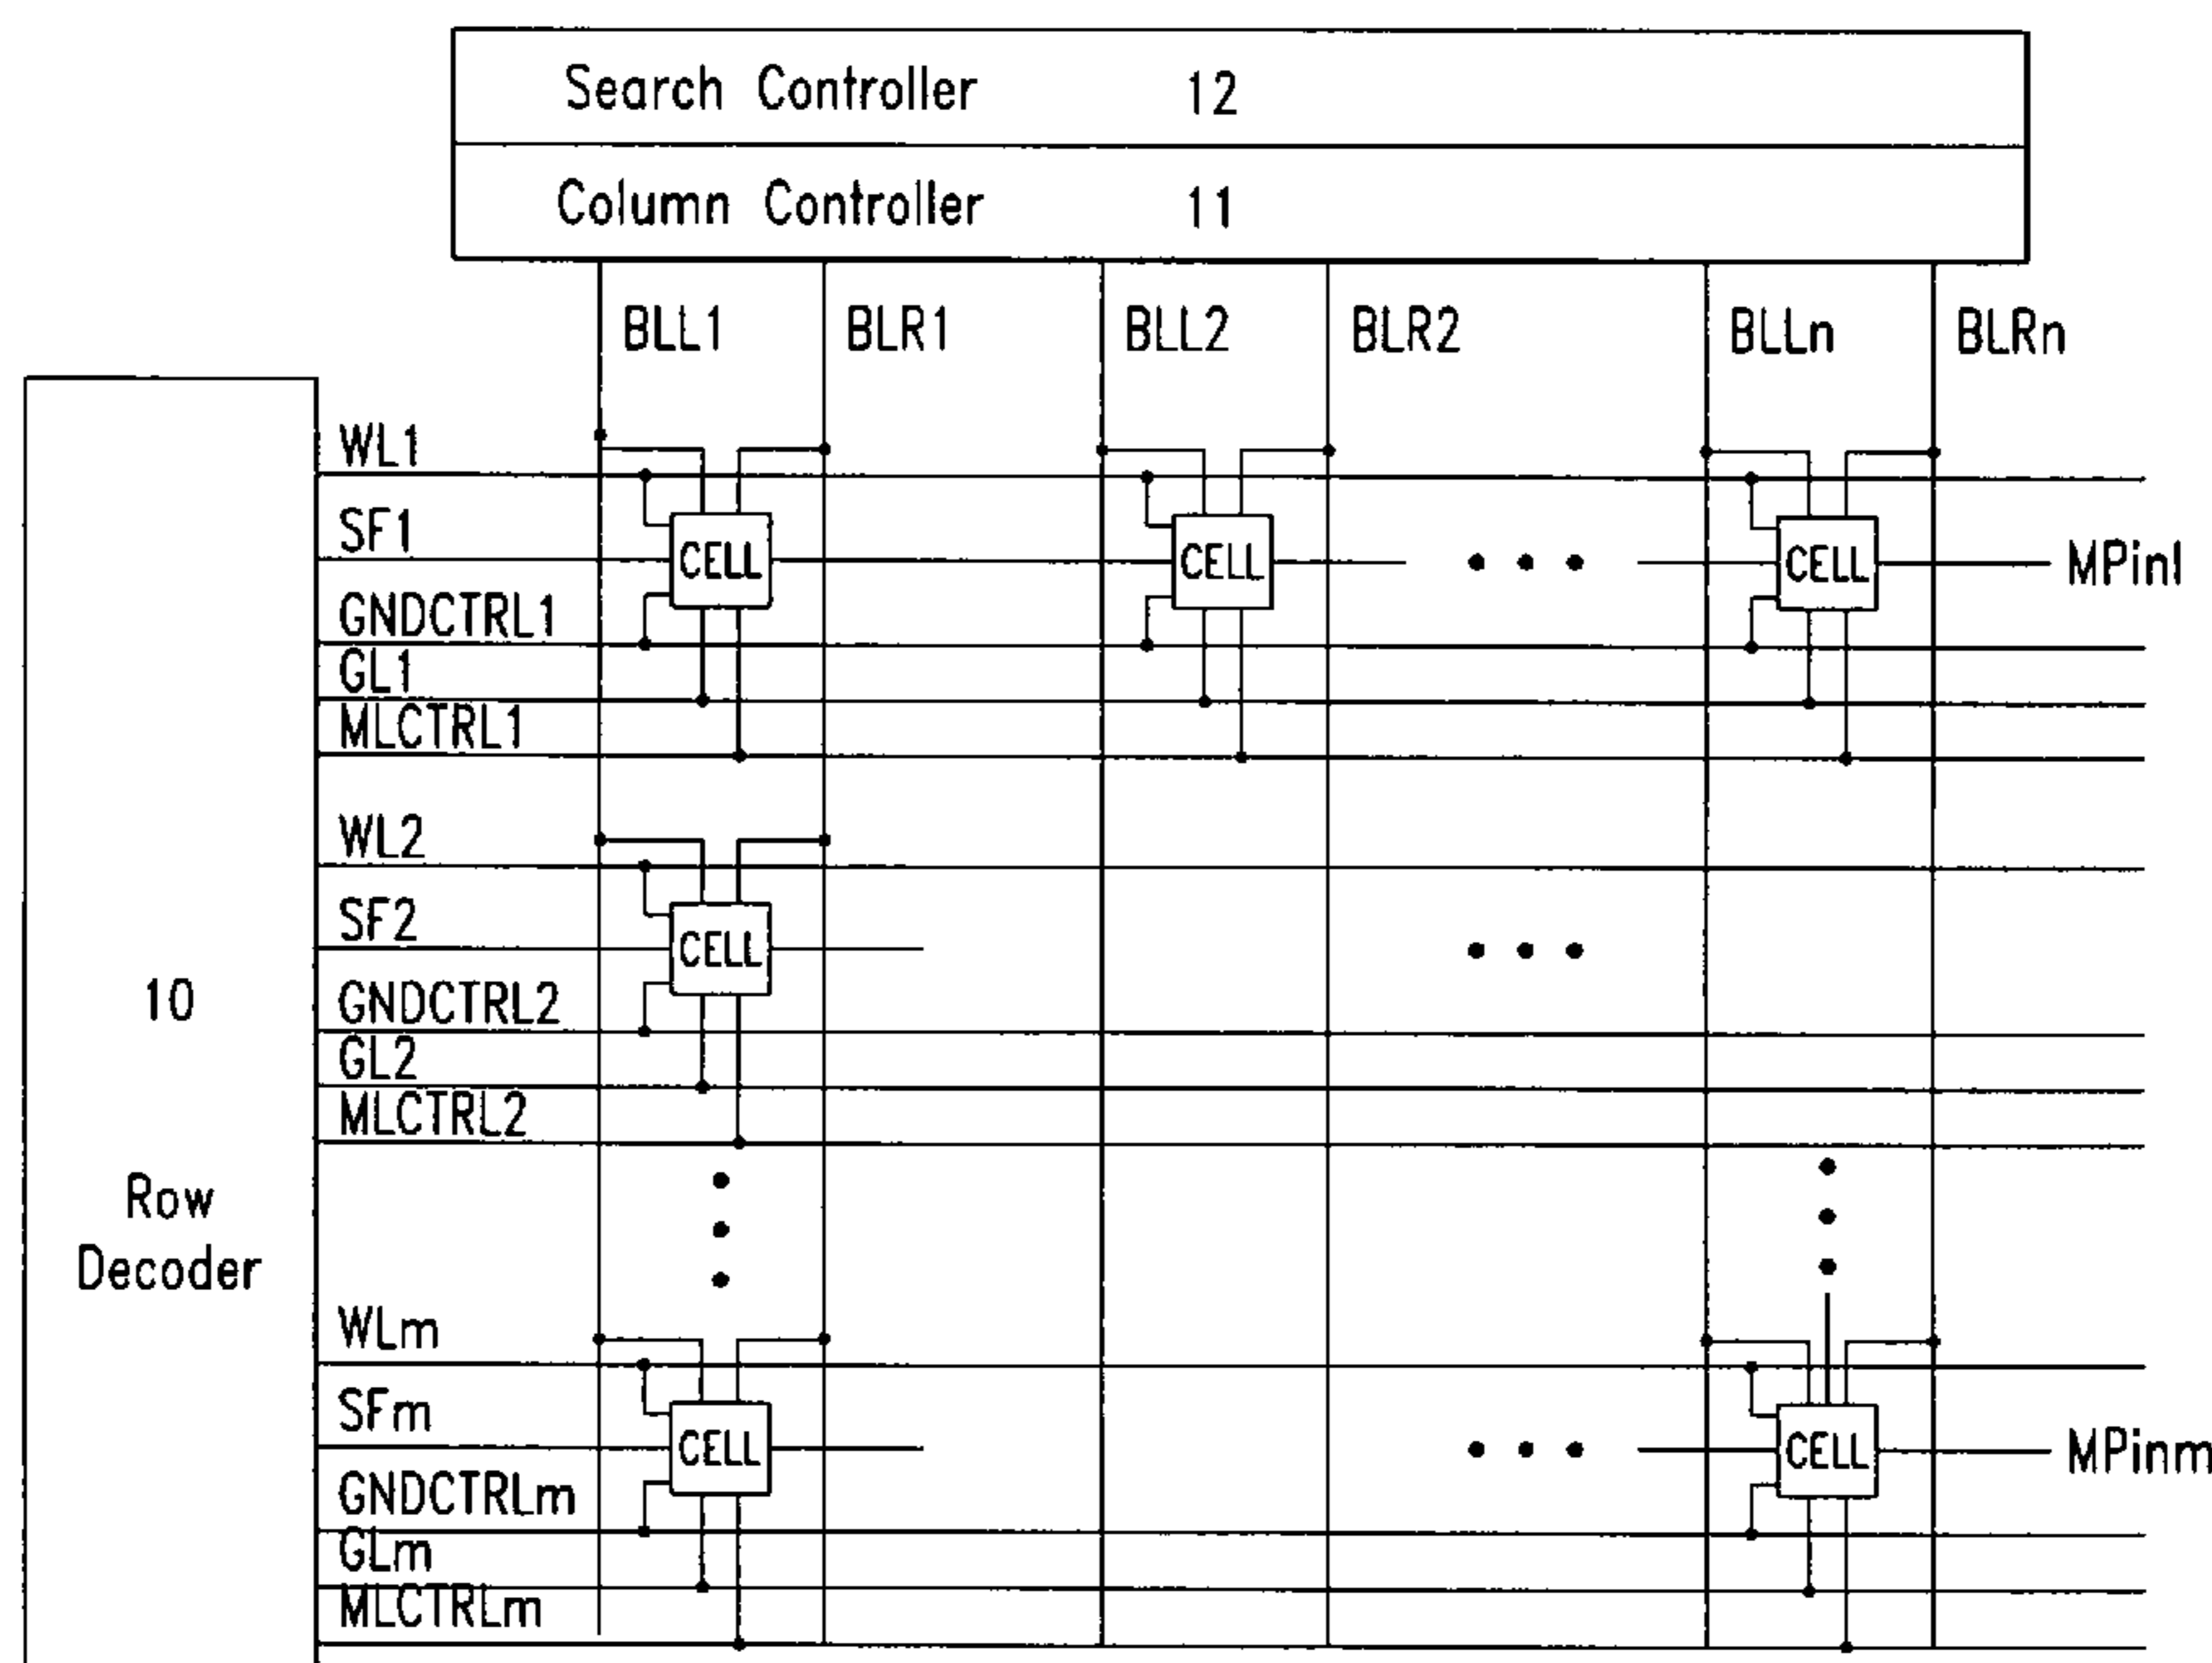 Search Controller 12
Column Controller 11
BLL1 BLR1 BLL2 BLR2 BLLn BLRn
WL1
SF1
CELL CELL CELL MPin1
GNDCTRL1
GL1
MLCTRL1
WL2
SF2
CELL
10
GNDCTRL2
GL2
MLCTRL2
Row
Decoder
WLm
SFm
CELL CELL MPinm
GNDCTRLm
GLm
MLCTRLm